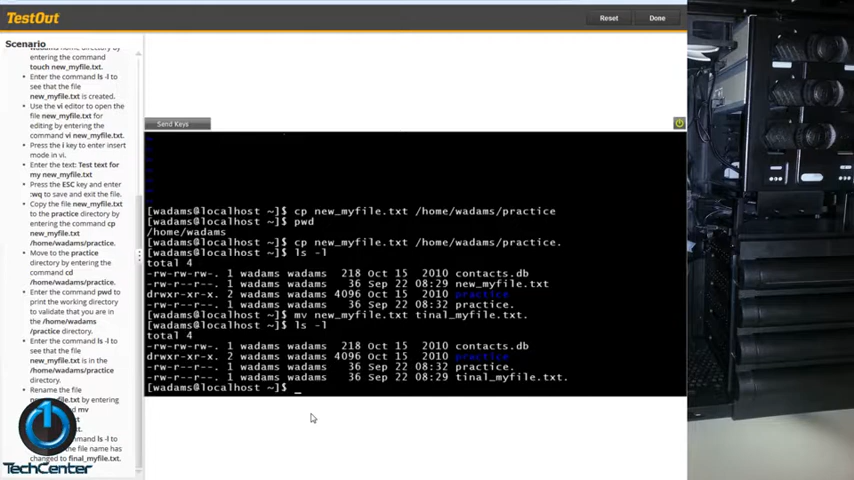 TestOut
Reset
Done
Scenario
wadams home directory by
entering the command
touch new_myfile.txt.
Enter the command ls -l to
see that the file
new_myfile.txt is created.
Use the vi editor to open the
file new_myfile.txt for
editing by entering the
command vi new_myfile.txt.
Press the i key to enter insert
mode in vi.
Enter the text: Test text for
my new_myfile.txt
Press the ESC key and enter
:wq to save and exit the file.
Copy the file new_myfile.txt
to the practice directory by
entering the command cp
new_myfile.txt
/home/wadams/practice.
Move to the practice
directory by entering the
command cd
/home/wadams/practice.
Enter the command pwd to
print the working directory
to validate that you are in
the /home/wadams
/practice directory.
Enter the command ls -l to
see that the file
new_myfile.txt is in the
/home/wadams/practice
directory.
Rename the file
by entering
mv
ls -l to
the file name has
changed to final_myfile.txt.
TechCenter
Send Keys
[wadams@localhost ~]$ cp new_myfile.txt /home/wadams/practice
[wadams@localhost ~]$ pwd
/home/wadams
[wadams@localhost ~]$ cp new_myfile.txt /home/wadams/practice.
[wadams@localhost ~]$ ls -l
total 4
-rw-rw-rw-. 1 wadams wadams 218 Oct 15 2010 contacts.db
-rw-r--r--. 1 wadams wadams 36 Sep 22 08:29 new_myfile.txt
drwxr-xr-x. 2 wadams wadams 4096 Oct 15 2010 practice
-rw-r--r--. 1 wadams wadams 36 Sep 22 08:32 practice.
[wadams@localhost ~]$ mv new_myfile.txt tinal_myfile.txt.
[wadams@localhost ~]$ ls -l
total 4
-rw-rw-rw-. 1 wadams wadams 218 Oct 15 2010 contacts.db
drwxr-xr-x. 2 wadams wadams 4096 Oct 15 2010 practice
-rw-r--r--. 1 wadams wadams 36 Sep 22 08:32 practice.
-rw-r--r--. 1 wadams wadams 36 Sep 22 08:29 tinal_myfile.txt.
[wadams@localhost ~]$ _